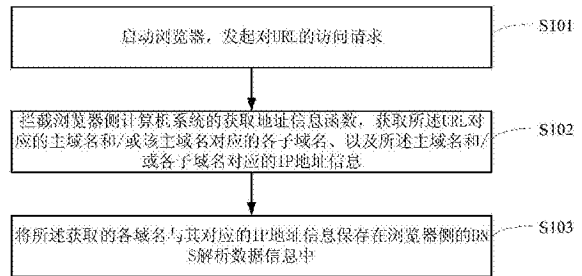 启动浏览器，发起对URL的访问请求
S101
拦截浏览器侧计算机系统的获取地址信息函数，获取所述URL对
应的主域名和/或该主域名对应的各子域名、以及所述主域名和/
或各子域名对应的IP地址信息
S102
将所述获取的各域名与其对应的IP地址信息保存在浏览器侧的DN
S解析数据信息中
S103